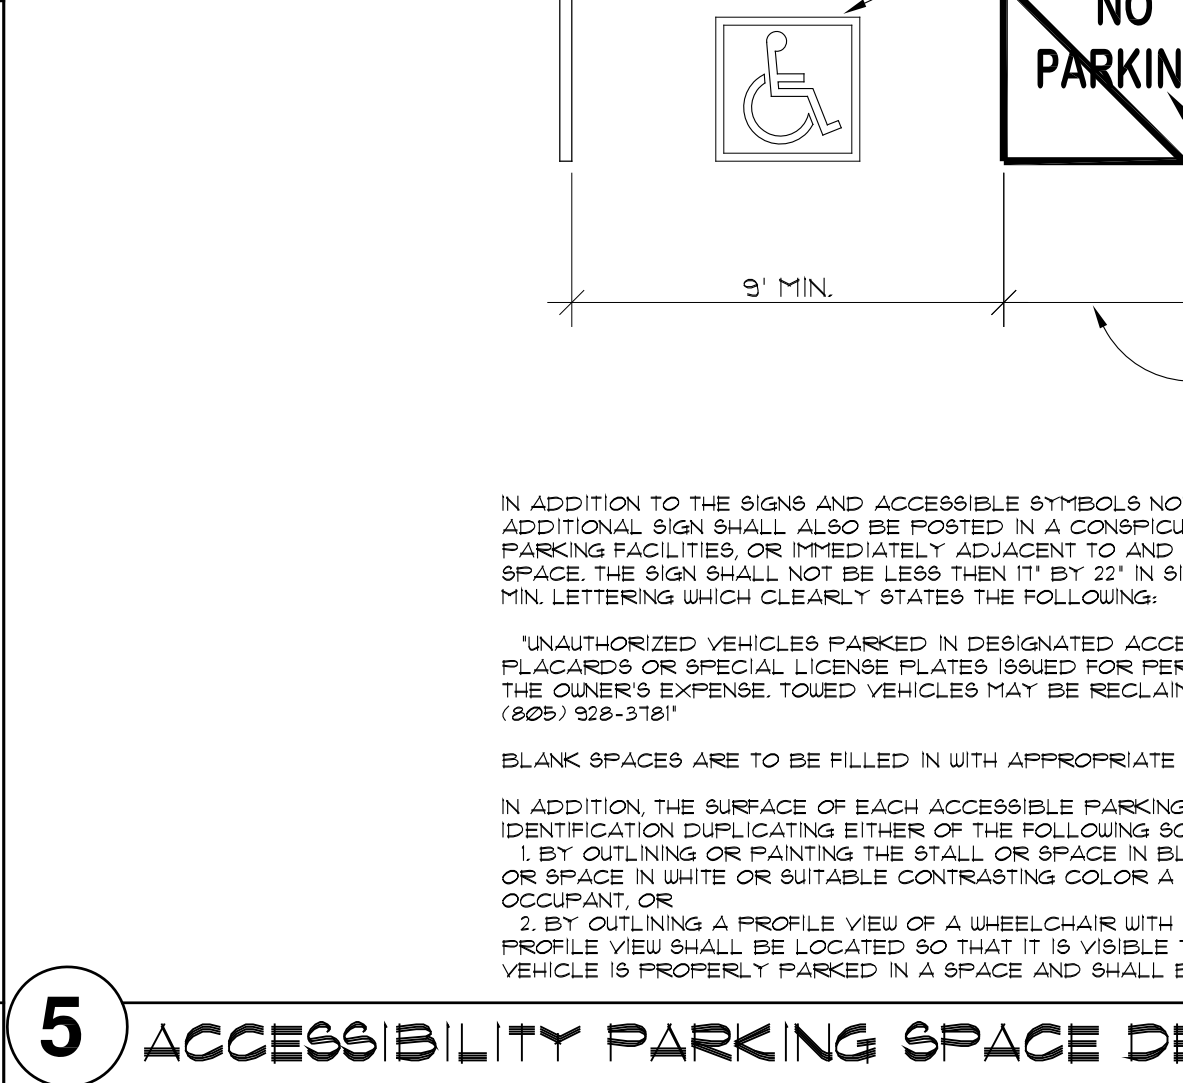 NO
PARKIN
9' MIN.
IN ADDITION TO THE SIGNS AND ACCESSIBLE SYMBOLS NO
ADDITIONAL SIGN SHALL ALSO BE POSTED IN A CONSPICU
PARKING FACILITIES, OR IMMEDIATELY ADJACENT TO AND
SPACE. THE SIGN SHALL NOT BE LESS THEN 17" BY 22" IN SI
MIN. LETTERING WHICH CLEARLY STATES THE FOLLOWING:
"UNAUTHORIZED VEHICLES PARKED IN DESIGNATED ACCE
PLACARDS OR SPECIAL LICENSE PLATES ISSUED FOR PER
THE OWNER'S EXPENSE. TOWED VEHICLES MAY BE RECLAIM
(805) 928-3781"
BLANK SPACES ARE TO BE FILLED IN WITH APPROPRIATE
IN ADDITION, THE SURFACE OF EACH ACCESSIBLE PARKING
IDENTIFICATION DUPLICATING EITHER OF THE FOLLOWING SC
1. BY OUTLINING OR PAINTING THE STALL OR SPACE IN BL
OR SPACE IN WHITE OR SUITABLE CONTRASTING COLOR A
OCCUPANT, OR
2. BY OUTLINING A PROFILE VIEW OF A WHEELCHAIR WITH
PROFILE VIEW SHALL BE LOCATED SO THAT IT IS VISIBLE T
VEHICLE IS PROPERLY PARKED IN A SPACE AND SHALL B
5 ACCESSIBILITY PARKING SPACE DE